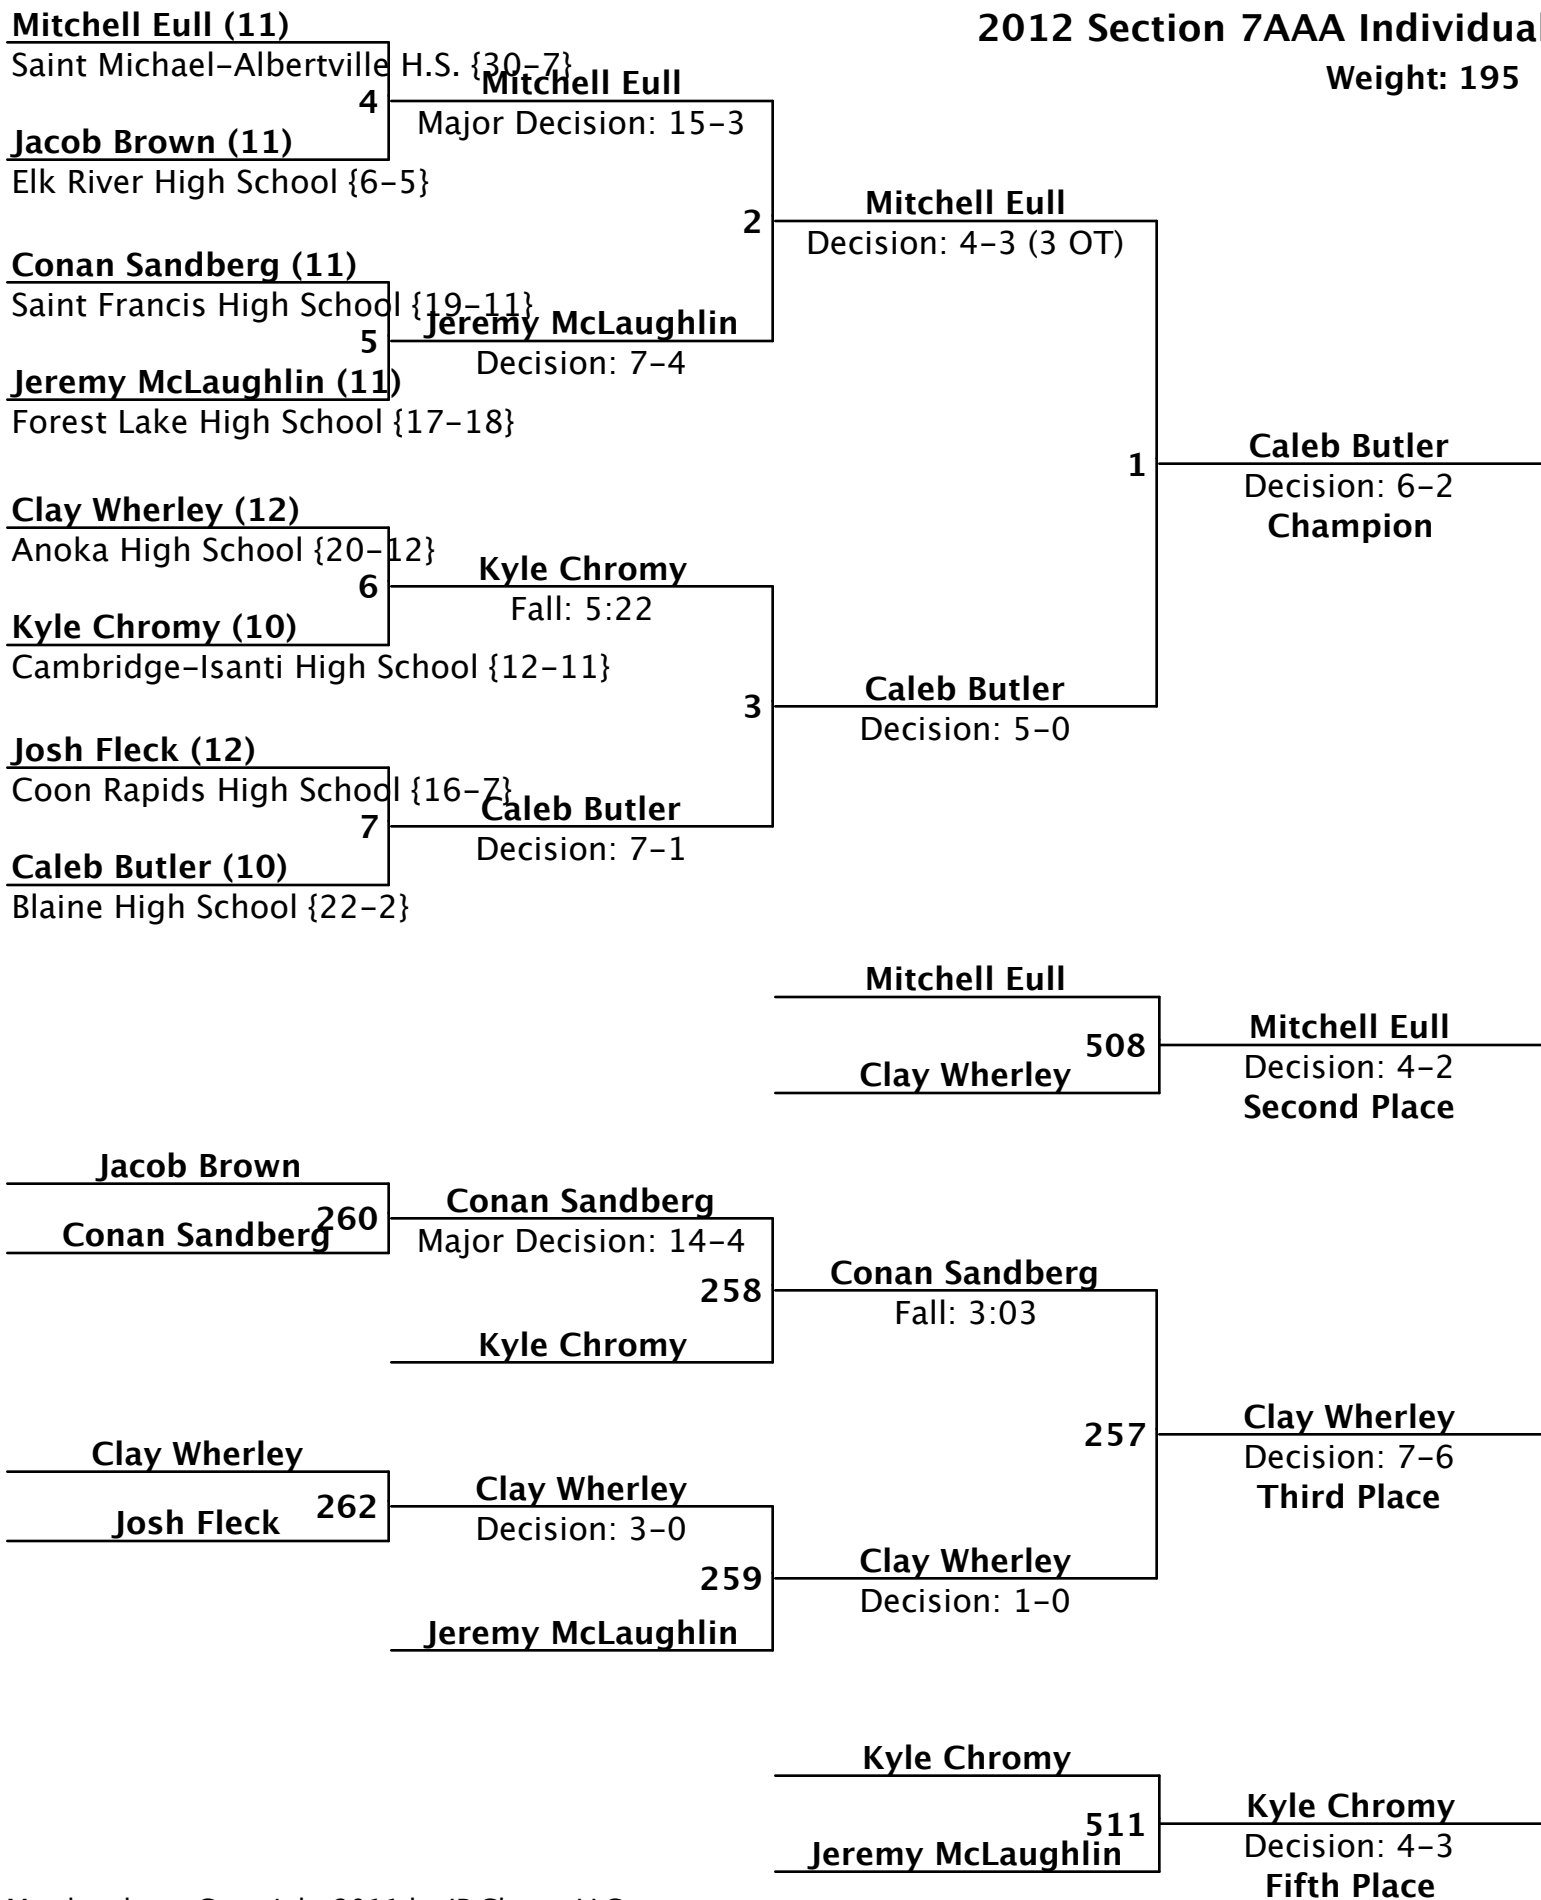 2012 Section 7AAA Individual
Weight: 195
Mitchell Eull (11)
Saint Michael-Albertville H.S. {30-7}
4
Jacob Brown (11)
Elk River High School {6-5}
Mitchell Eull
Major Decision: 15-3
Conan Sandberg (11)
Saint Francis High School {19-11}
5
Jeremy McLaughlin (11)
Forest Lake High School {17-18}
Jeremy McLaughlin
Decision: 7-4
2
Mitchell Eull
Decision: 4-3 (3 OT)
Clay Wherley (12)
Anoka High School {20-12}
6
Kyle Chromy (10)
Cambridge-Isanti High School {12-11}
Kyle Chromy
Fall: 5:22
Josh Fleck (12)
Coon Rapids High School {16-7}
7
Caleb Butler (10)
Blaine High School {22-2}
Caleb Butler
Decision: 7-1
3
Caleb Butler
Decision: 5-0
1
Caleb Butler
Decision: 6-2
Champion
Mitchell Eull
508
Clay Wherley
Mitchell Eull
Decision: 4-2
Second Place
Jacob Brown
260
Conan Sandberg
Conan Sandberg
Major Decision: 14-4
258
Kyle Chromy
Conan Sandberg
Fall: 3:03
Clay Wherley
262
Josh Fleck
Clay Wherley
Decision: 3-0
259
Jeremy McLaughlin
Clay Wherley
Decision: 1-0
257
Clay Wherley
Decision: 7-6
Third Place
Kyle Chromy
511
Jeremy McLaughlin
Kyle Chromy
Decision: 4-3
Fifth Place